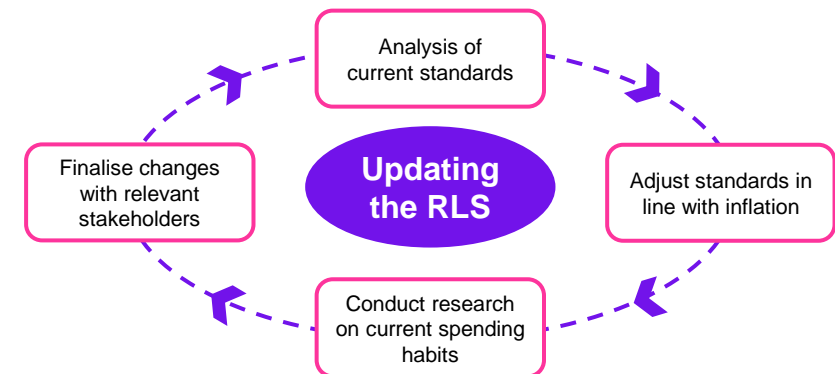 Analysis of
current standards
Finalise changes
with relevant
stakeholders
Updating
the RLS
Adjust standards in
line with inflation
Conduct research
on current spending
habits